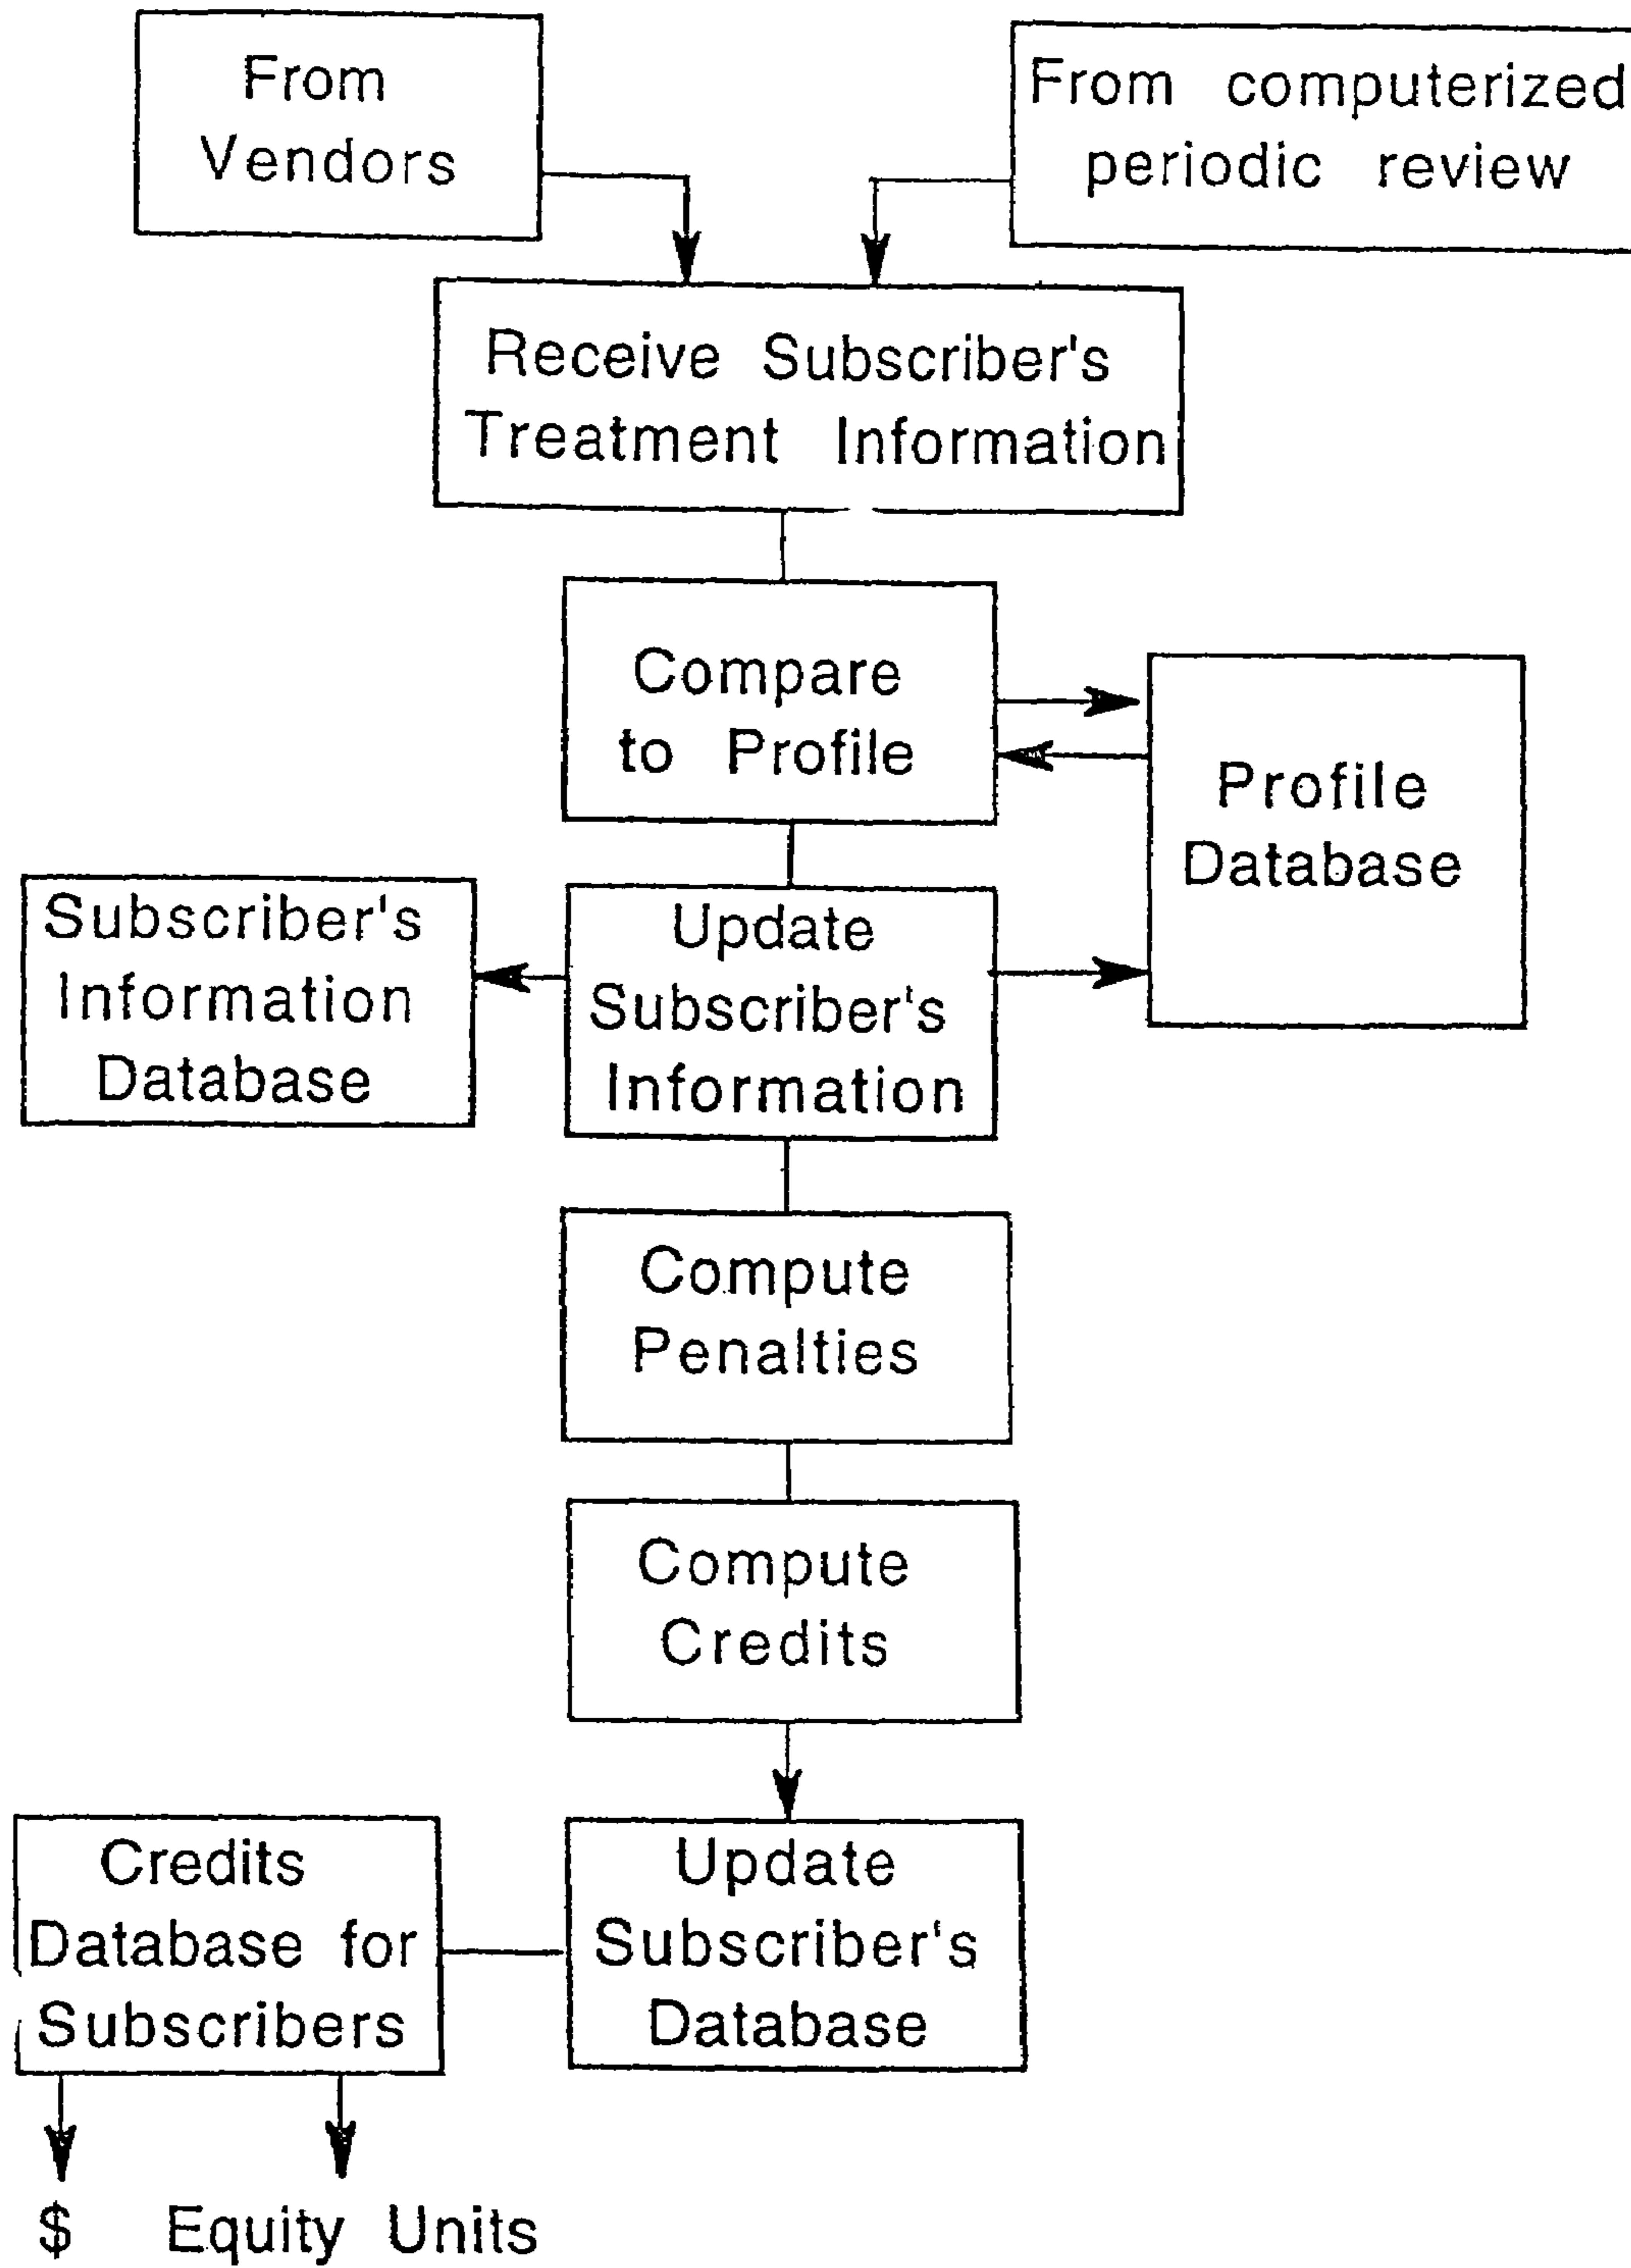 From
Vendors
From computerized
periodic review
Receive Subscriber's
Treatment Information
Compare
to Profile
Profile
Database
Subscriber's
Information
Database
Update
Subscriber's
Information
Compute
Penalties
Compute
Credits
Credits
Database for
Subscribers
Update
Subscriber's
Database
$ Equity Units